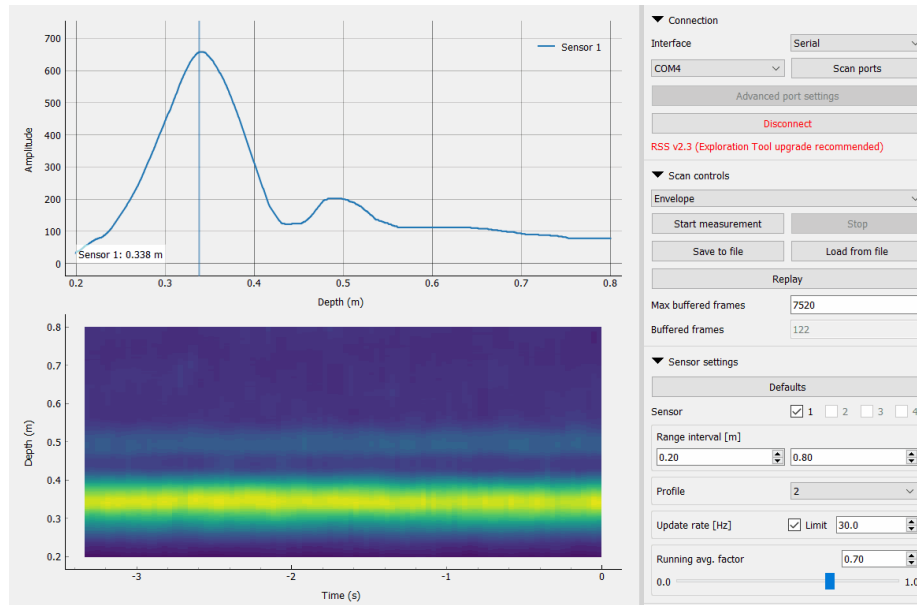 700
600
500
400
300
200
100
0
Amplitude
Sensor 1
Sensor 1: 0.338 m
0.2 0.3 0.4 0.5 0.6 0.7 0.8
Depth (m)
0.8
0.7
0.6
0.5
0.4
0.3
0.2
Depth (m)
-3 -2 -1 0
Time (s)
Connection
Interface Serial
COM4 Scan ports
Advanced port settings
Disconnect
RSS v2.3 (Exploration Tool upgrade recommended)
Scan controls
Envelope
Start measurement Stop
Save to file Load from file
Replay
Max buffered frames 7520
Buffered frames 122
Sensor settings
Defaults
Sensor 1 2 3 4
Range interval [m]
0.20 0.80
Profile 2
Update rate [Hz] Limit 30.0
Running avg. factor 0.70
0.0 1.0